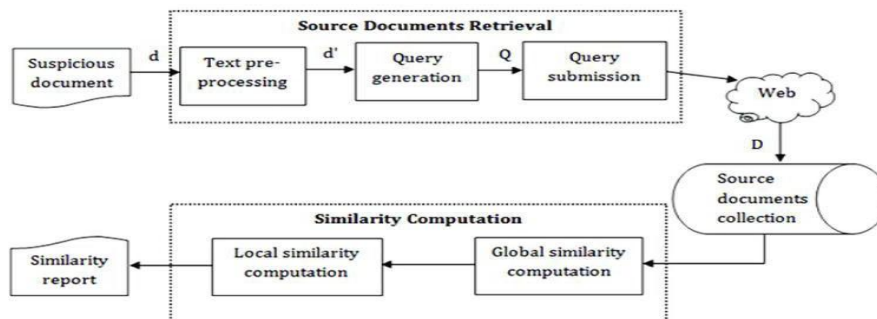 Source Documents Retrieval
Suspicious
document
d
Text pre-
processing
d'
Query
generation
Q
Query
submission
Web
D
Source
documents
collection
Similarity Computation
Global similarity
computation
Local similarity
computation
Similarity
report